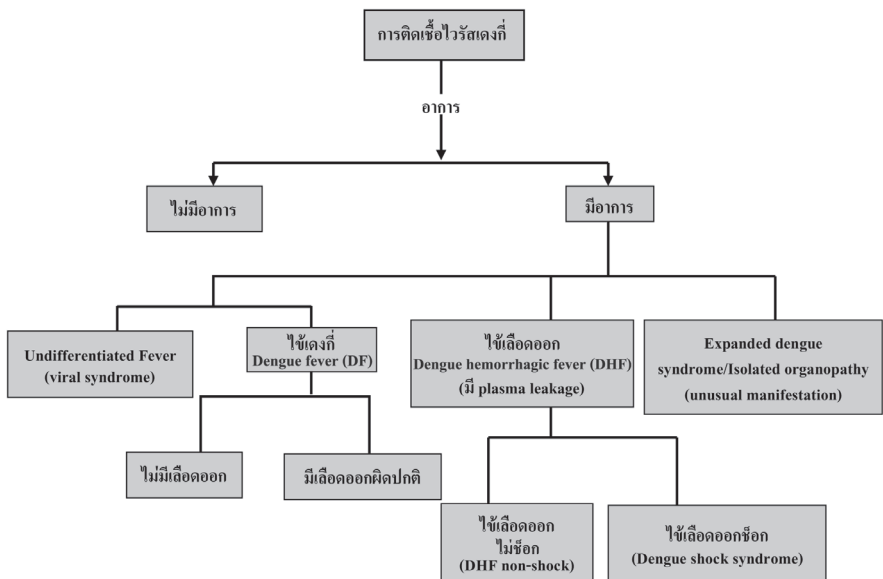 การติดเชื้อไวรัสเดงกี่
อาการ
ไม่มีอาการ
มีอาการ
Undifferentiated Fever
(viral syndrome)
ไข้เดงกี่
Dengue fever (DF)
ไข้เลือดออก
Dengue hemorrhagic fever (DHF)
(มี plasma leakage)
Expanded dengue
syndrome/Isolated organopathy
(unusual manifestation)
ไม่มีเลือดออก
มีเลือดออกผิดปกติ
ไข้เลือดออก
ไม่ช็อก
(DHF non-shock)
ไข้เลือดออกช็อก
(Dengue shock syndrome)